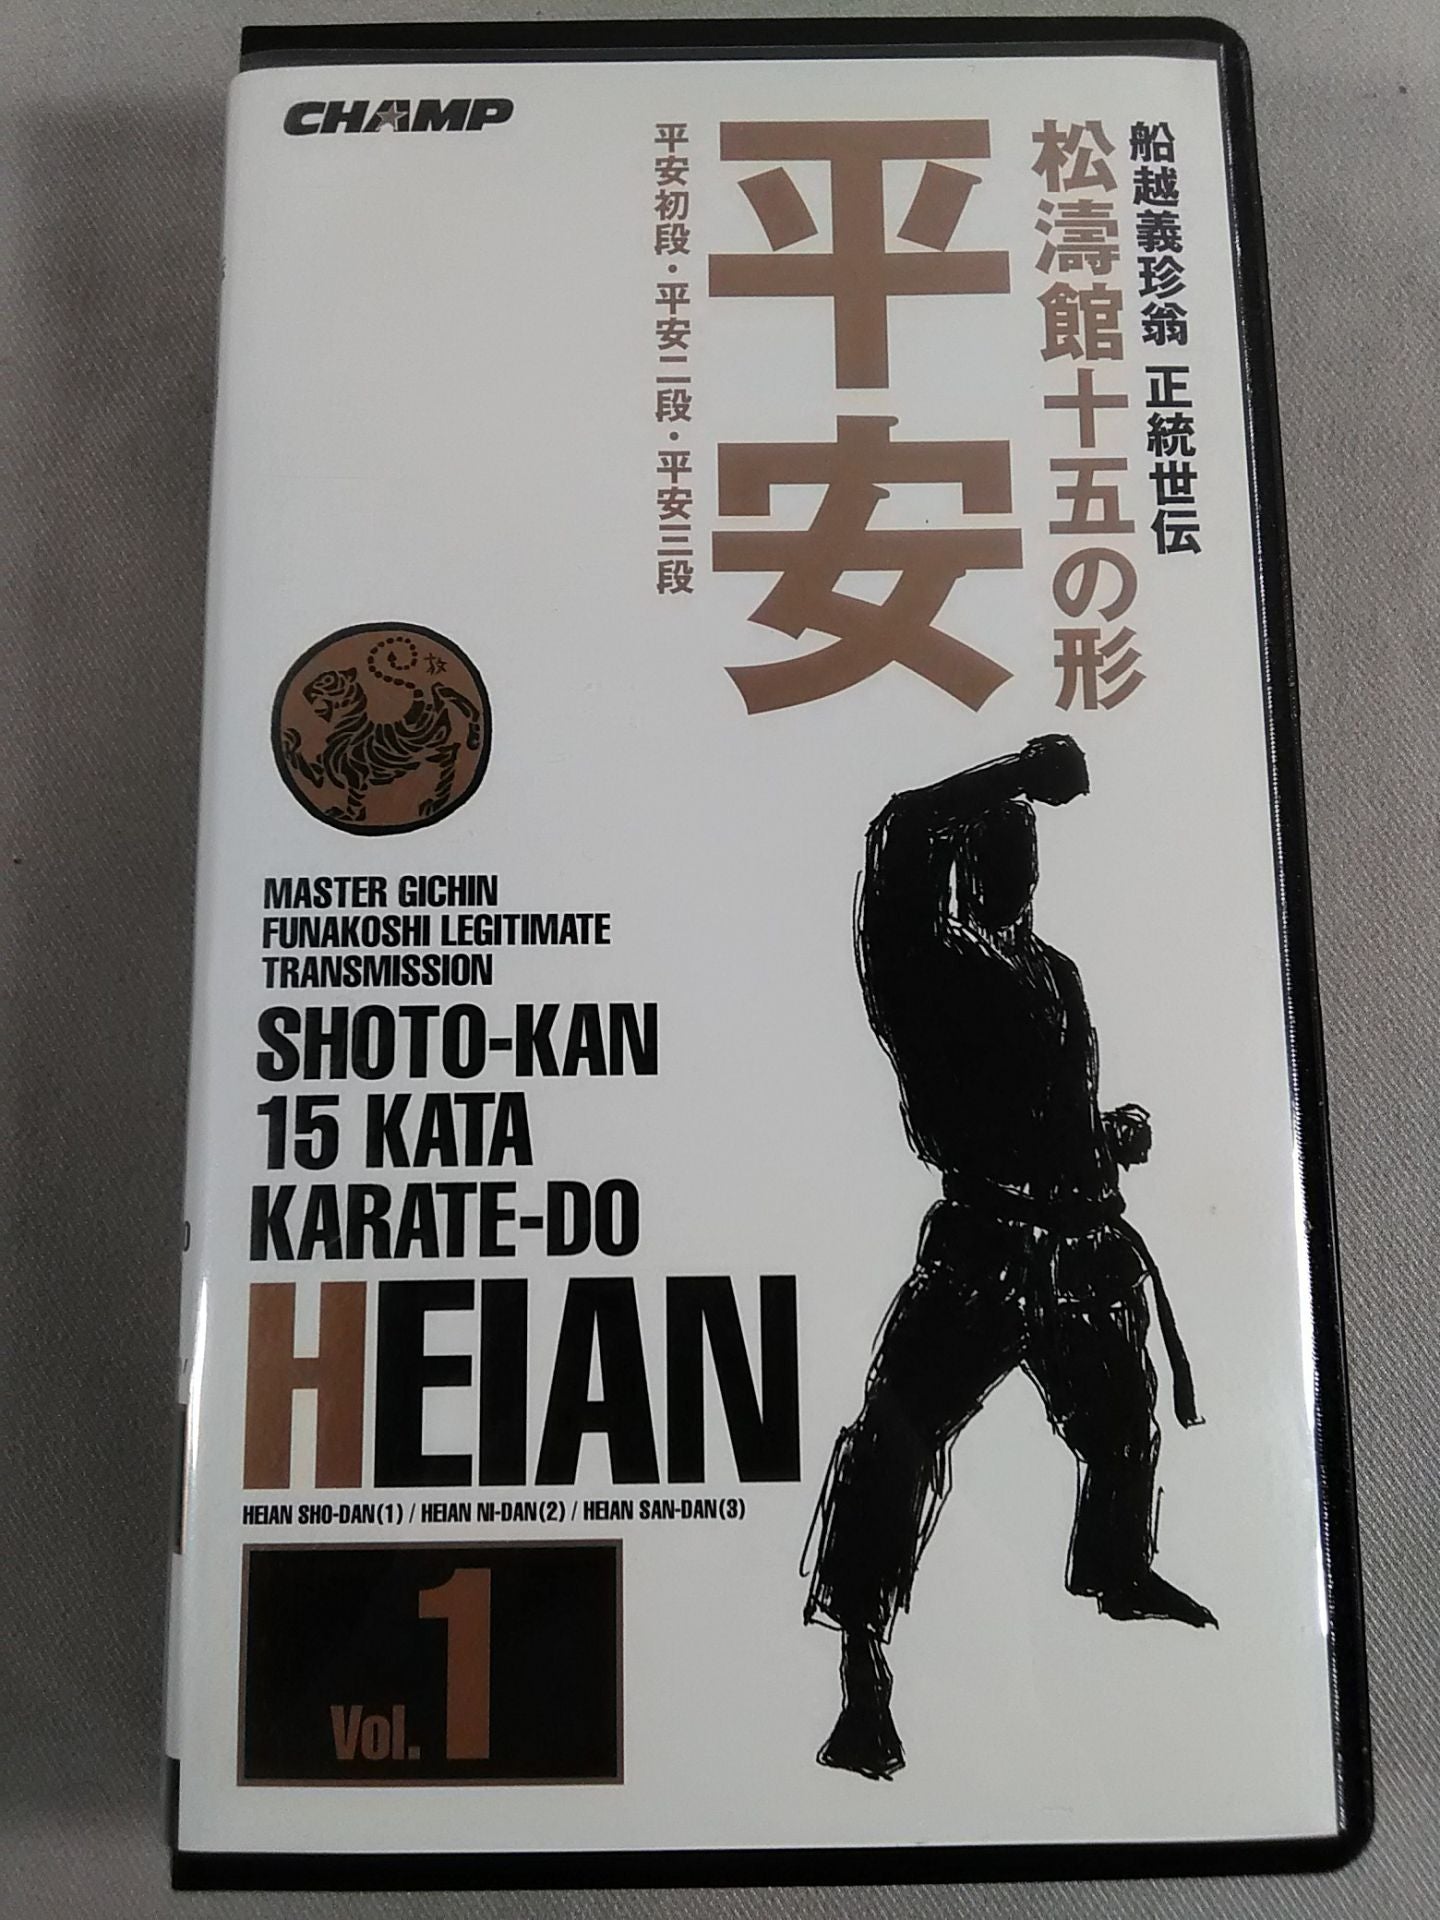 CHAMP
船越義珍翁 正統世伝
松濤館十五の形
平安
平安初段・平安二段・平安三段
MASTER GICHIN
FUNAKOSHI LEGITIMATE
TRANSMISSION
SHOTO-KAN
15 KATA
KARATE-DO
HEIAN
HEIAN SHO-DAN(1) / HEIAN NI-DAN(2) / HEIAN SAN-DAN(3)
Vol.1